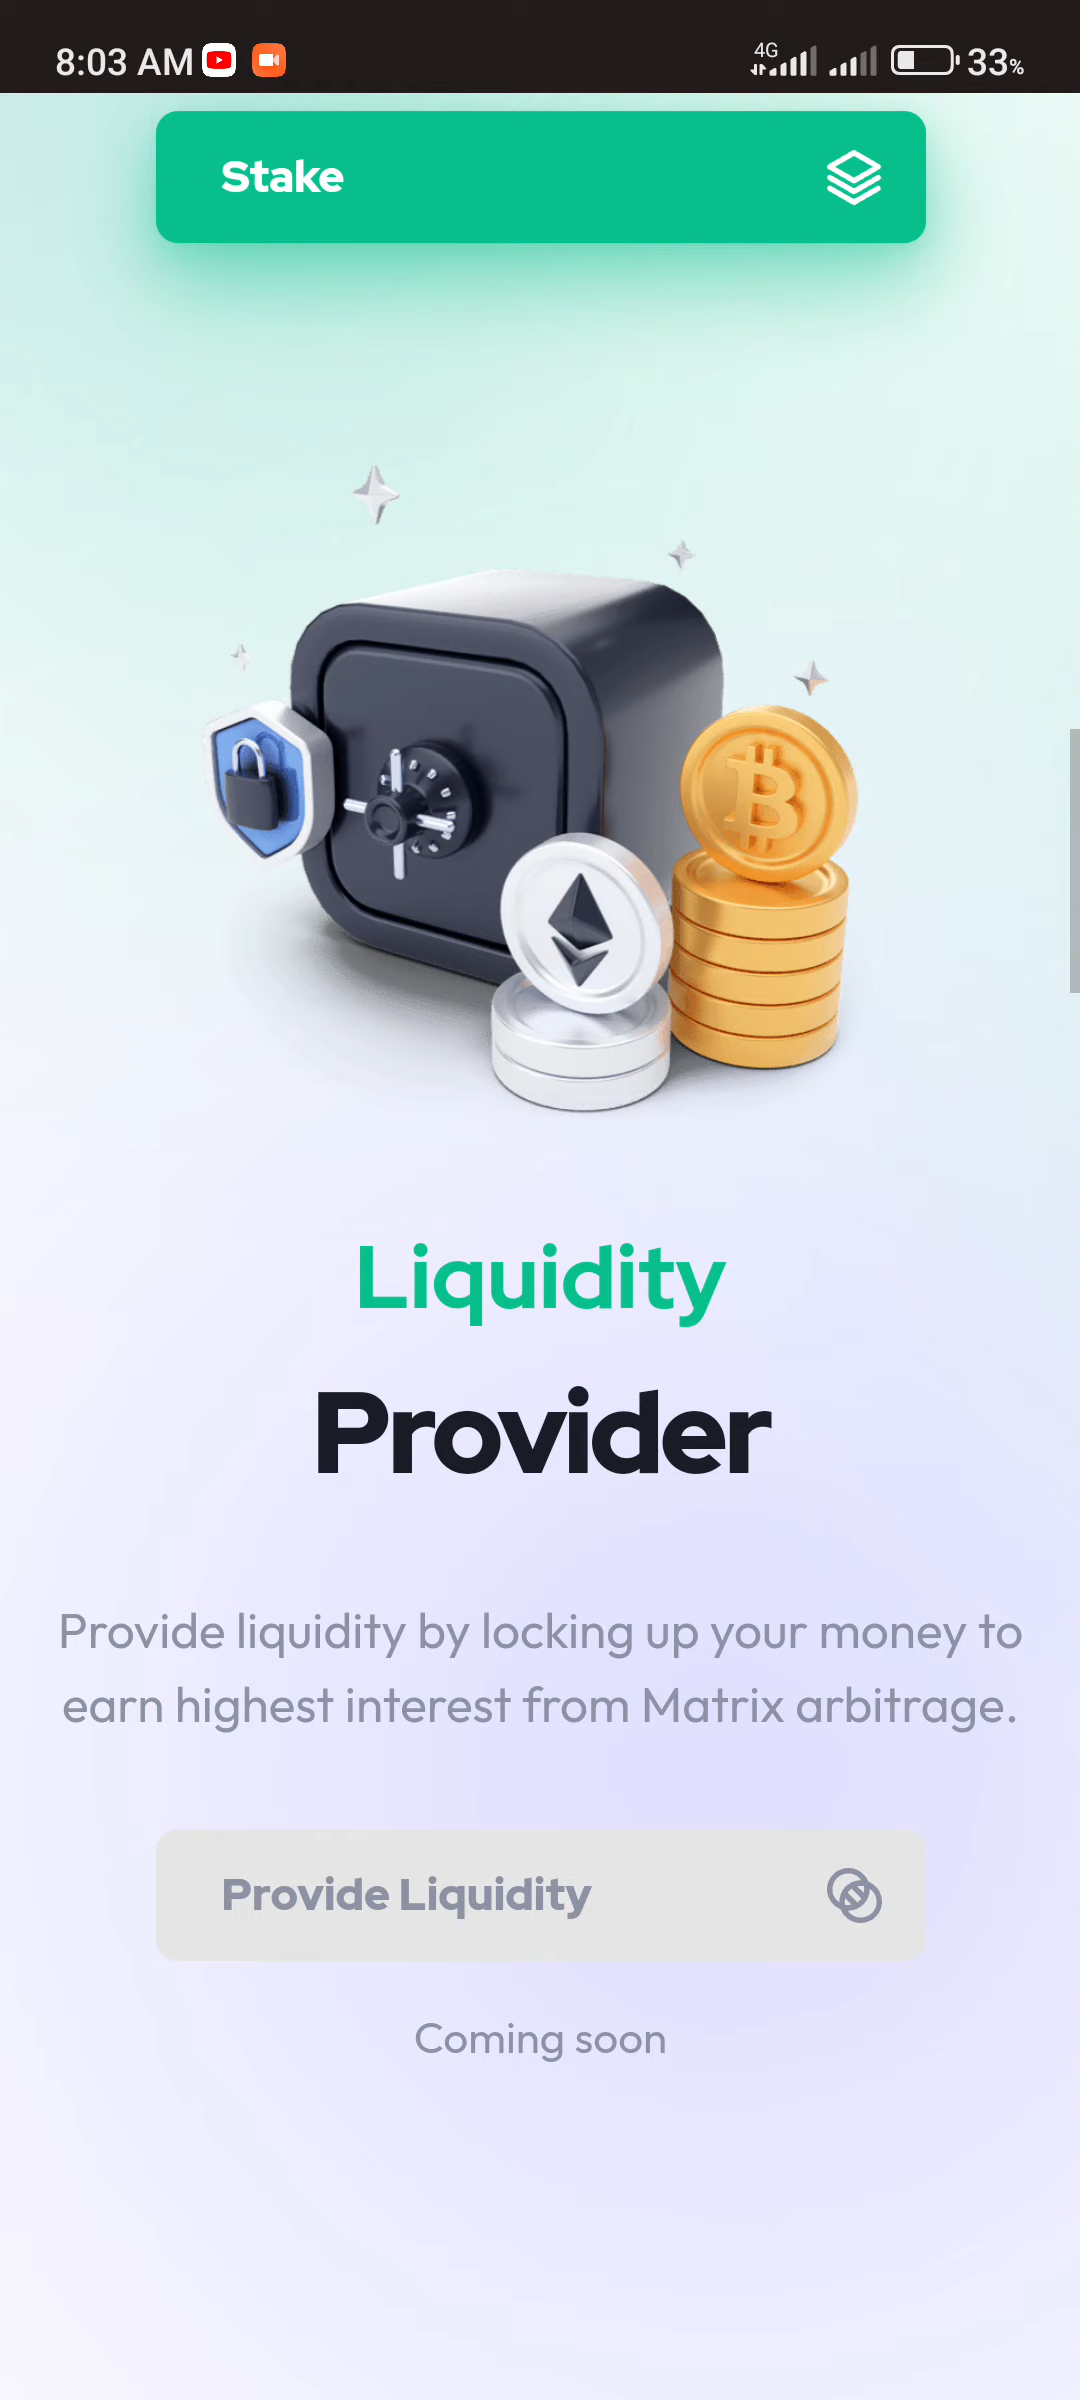 8:03 AM 4G 33%
Stake
Liquidity
Provider
Provide liquidity by locking up your money to
earn highest interest from Matrix arbitrage.
Provide Liquidity
Coming soon